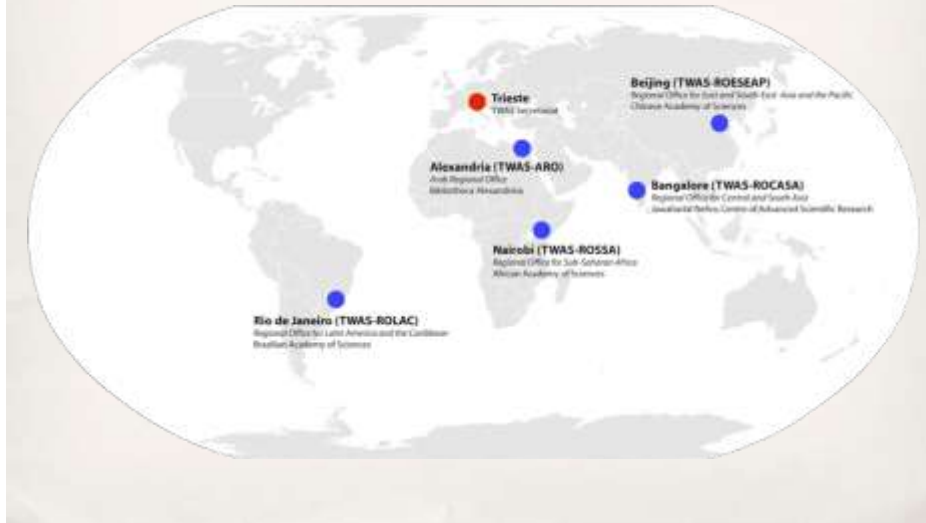 Trieste
TWAS Secretariat
Beijing (TWAS-ROESEAP)
Regional Office for East and South-East Asia and the Pacific
Chinese Academy of Sciences
Alexandria (TWAS-ARO)
Arab Regional Office
Bibliotheca Alexandrina
Bangalore (TWAS-ROCASA)
Regional Office for Central and South Asia
Jawaharlal Nehru Centre of Advanced Scientific Research
Nairobi (TWAS-ROSSA)
Regional Office for Sub-Saharan Africa
African Academy of Sciences
Rio de Janeiro (TWAS-ROLAC)
Regional Office for Latin America and the Caribbean
Brazilian Academy of Sciences